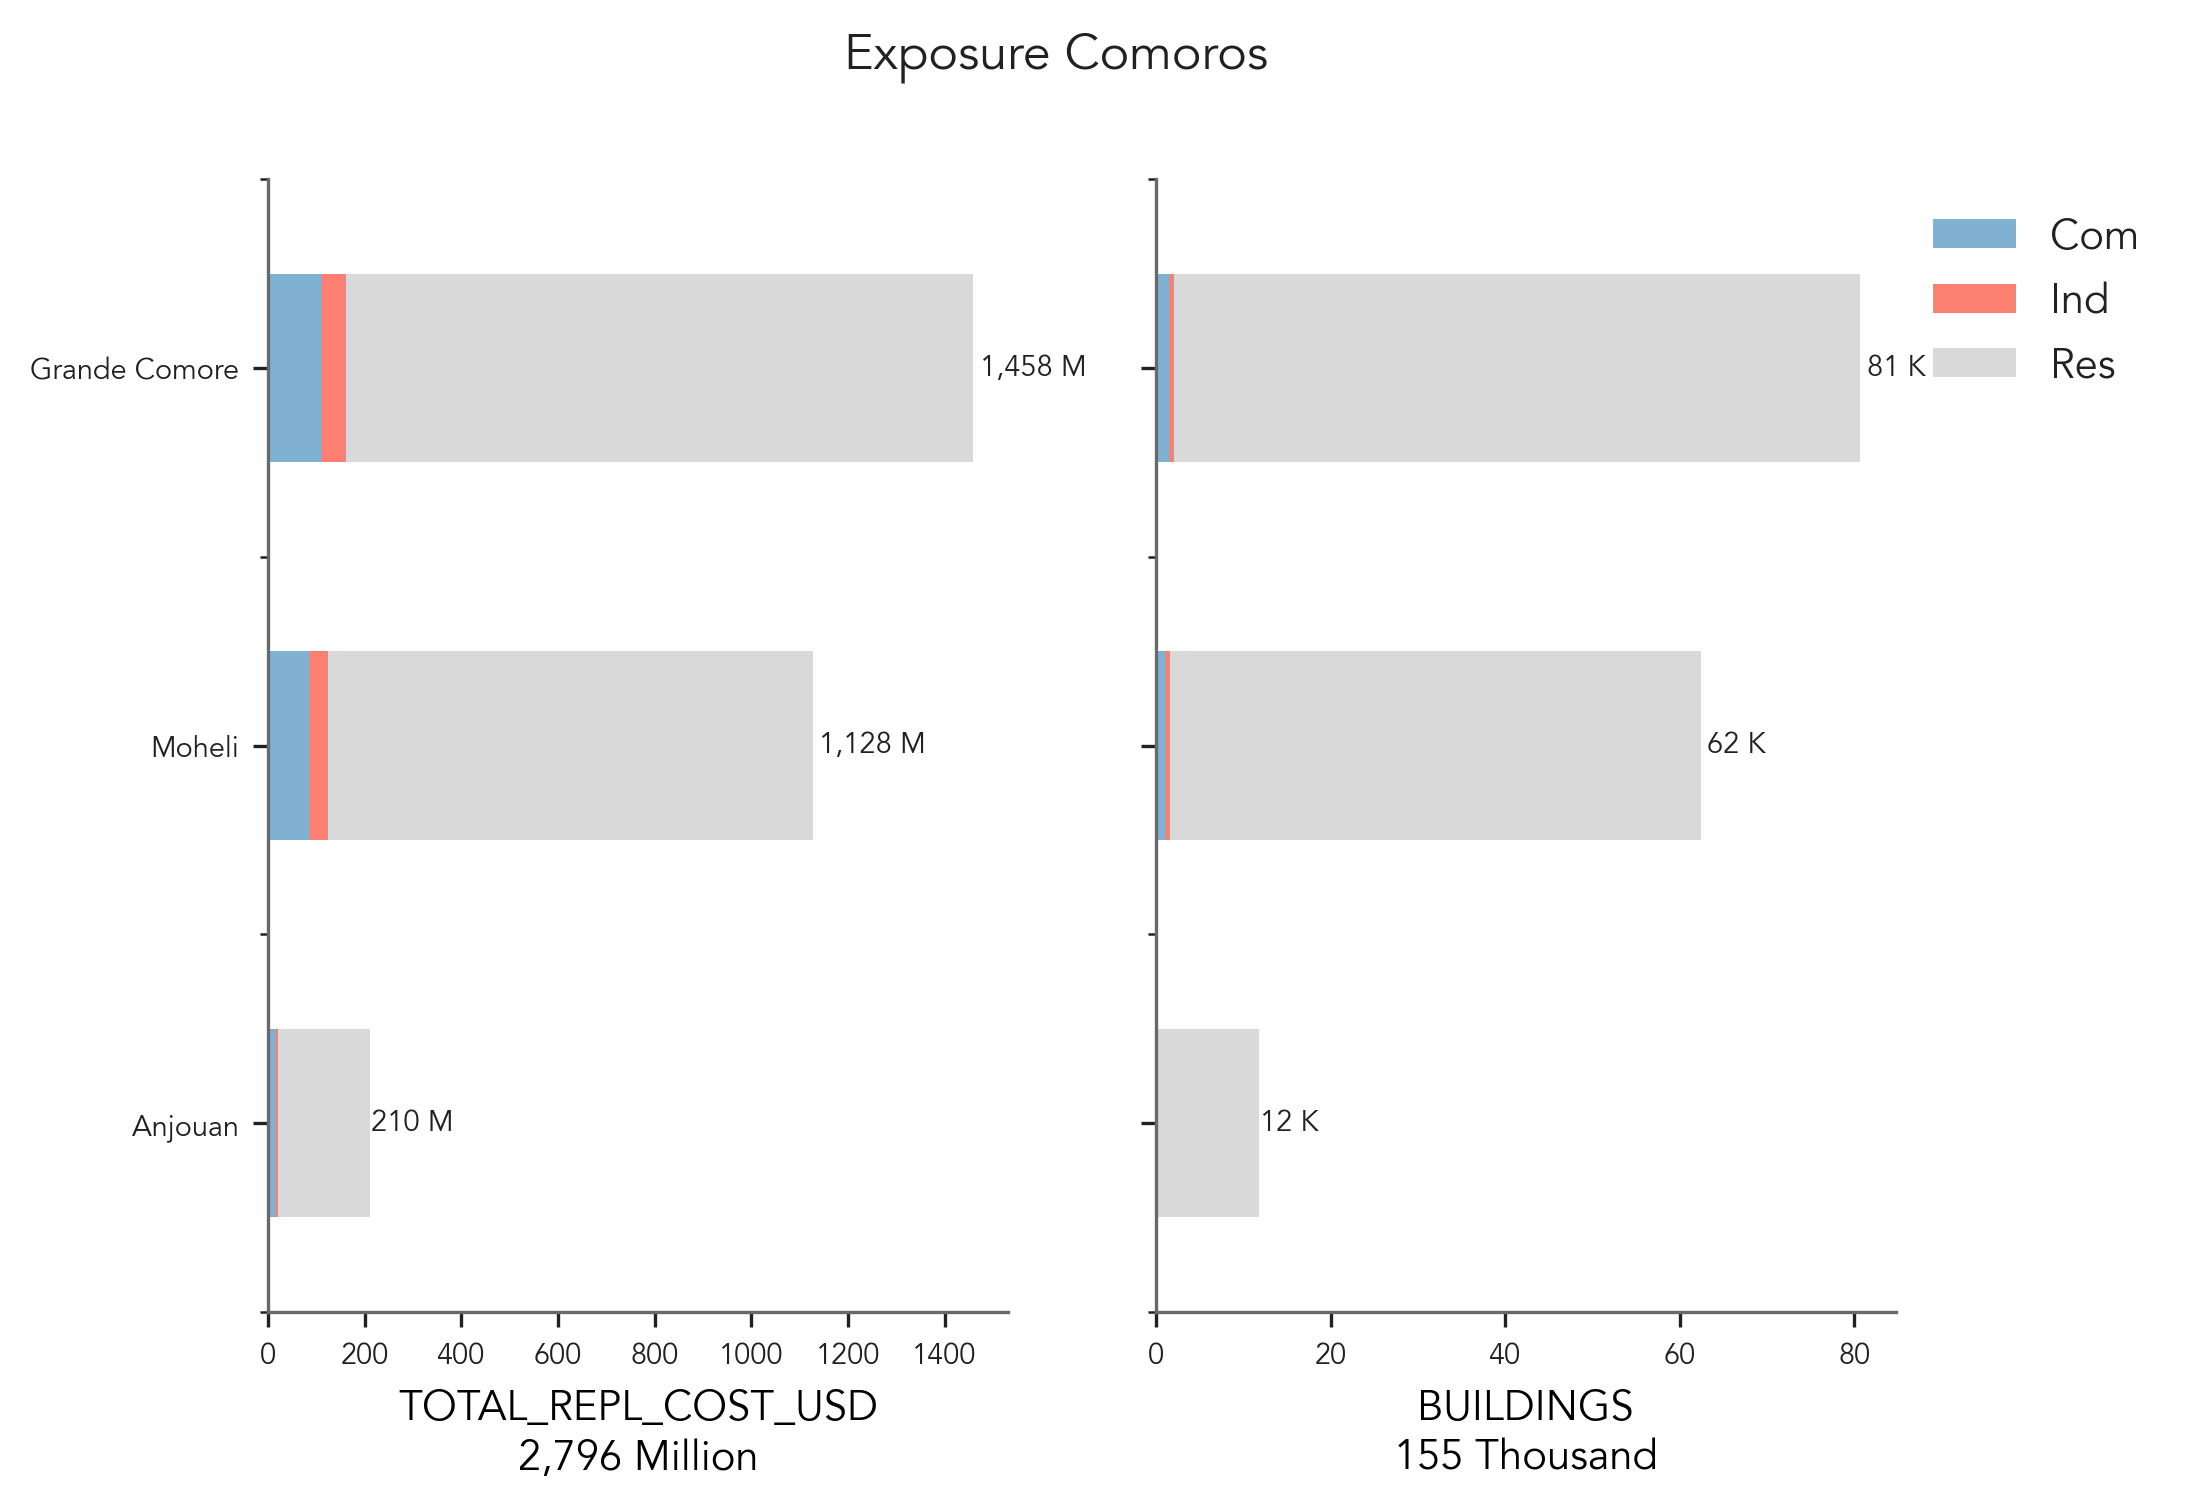 Exposure Comoros
Grande Comore
Moheli
Anjouan
1,458 M
1,128 M
210 M
0 200 400 600 800 1000 1200 1400
TOTAL_REPL_COST_USD
2,796 Million
81 K
62 K
12 K
0 20 40 60 80
BUILDINGS
155 Thousand
Com
Ind
Res